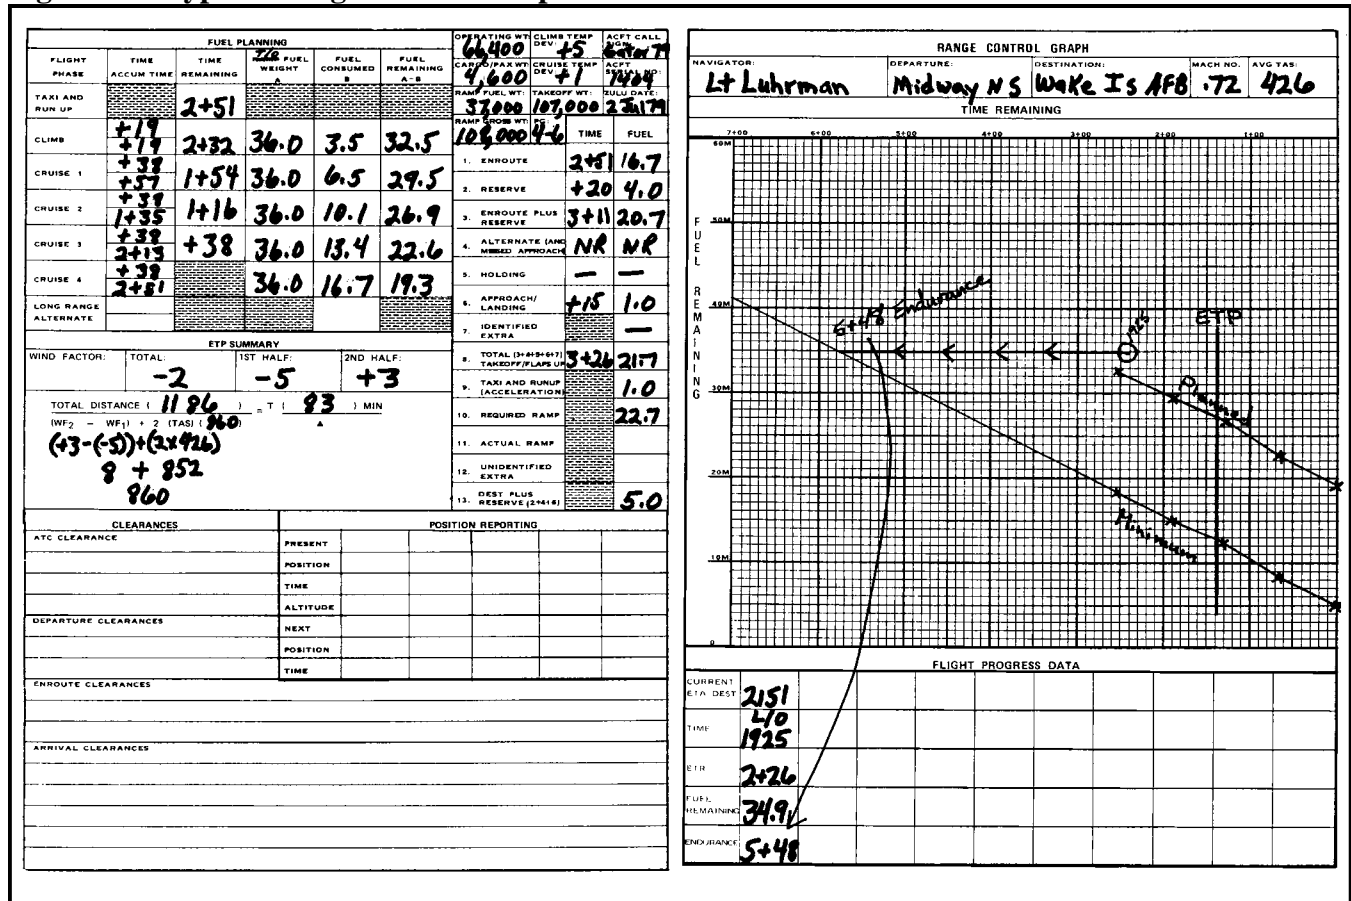 FUEL PLANNING
FLIGHT PHASE
TIME ACCUM TIME
TIME REMAINING
T/O FUEL WEIGHT A
FUEL CONSUMED B
FUEL REMAINING A-B
TAXI AND RUN UP 2+51
CLIMB +19 +19 2+32 36.0 3.5 32.5
CRUISE 1 +38 +57 1+54 36.0 6.5 29.5
CRUISE 2 +38 1+35 1+16 36.0 10.1 26.9
CRUISE 3 +38 2+13 +38 36.0 13.4 22.6
CRUISE 4 +38 2+51 36.0 16.7 19.3
LONG RANGE ALTERNATE
ETP SUMMARY
WIND FACTOR: TOTAL: -2 1ST HALF: -5 2ND HALF: +3
TOTAL DISTANCE ( 1186 ) = T ( 83 ) MIN
(WF2 - WF1) + 2 (TAS) ( 860 )
(+3-(-5))+(2x426)
8 + 852
860
OPERATING WT: 66,400
CLIMB TEMP DEV: +5
ACFT CALL SIGN: Gator 79
CARGO/PAX WT: 4,600
CRUISE TEMP DEV: +1
ACFT SERIAL NO: 1404
RAMP FUEL WT: 37,000
TAKEOFF WT: 107,000
ZULU DATE: 2 Jul 79
RAMP GROSS WT: 108,000
PG: 4-6
TIME FUEL
1. ENROUTE 2+51 16.7
2. RESERVE +20 4.0
3. ENROUTE PLUS RESERVE 3+11 20.7
4. ALTERNATE (AND MISSED APPROACH) NR NR
5. HOLDING — —
6. APPROACH/ LANDING +15 1.0
7. IDENTIFIED EXTRA —
8. TOTAL (3+4+5+6+7) TAKEOFF/FLAPS UP 3+26 21.7
9. TAXI AND RUNUP (ACCELERATION) 1.0
10. REQUIRED RAMP 22.7
11. ACTUAL RAMP
12. UNIDENTIFIED EXTRA
13. DEST PLUS RESERVE (2+4+6) 5.0
CLEARANCES
ATC CLEARANCE
DEPARTURE CLEARANCES
ENROUTE CLEARANCES
ARRIVAL CLEARANCES
POSITION REPORTING
PRESENT
POSITION
TIME
ALTITUDE
NEXT
POSITION
TIME
RANGE CONTROL GRAPH
NAVIGATOR: Lt Luhrman
DEPARTURE: Midway NS
DESTINATION: Wake Is AFB
MACH NO. .72
AVG TAS: 426
TIME REMAINING
7+00 6+00 5+00 4+00 3+00 2+00 1+00 0
FUEL REMAINING
60M
50M
40M
30M
20M
10M
0
5+48 Endurance
1925
ETP
Planned
Minimum
FLIGHT PROGRESS DATA
CURRENT ETA DEST 2151
TIME L/O 1925
ETR 2+26
FUEL REMAINING 34.9
ENDURANCE 5+48